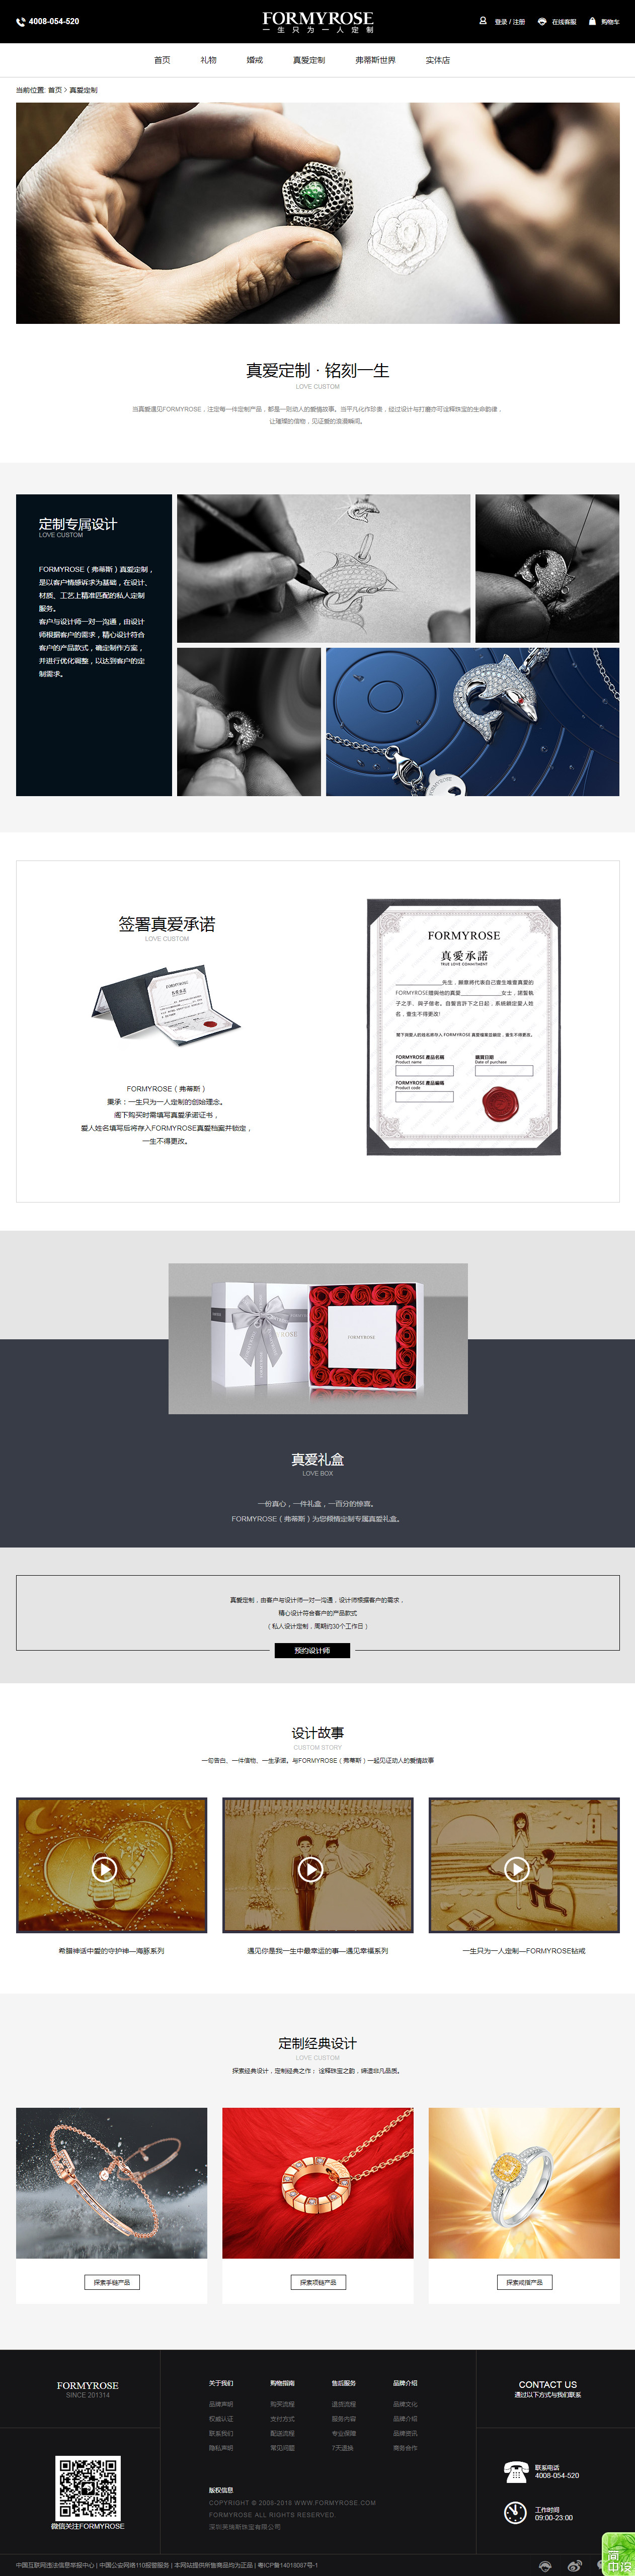 4008-054-520
FORMYROSE
一生只为一人定制
登录 / 注册
在线客服
购物车
首页
礼物
婚戒
真爱定制
弗蒂斯世界
实体店
当前位置: 首页 > 真爱定制
真爱定制 · 铭刻一生
LOVE CUSTOM
当真爱遇见FORMYROSE，注定每一件定制产品，都是一则动人的爱情故事。当平凡化作珍贵，经过设计与打磨亦可诠释珠宝的生命韵律，
让璀璨的信物，见证爱的浪漫瞬间。
定制专属设计
LOVE CUSTOM
FORMYROSE（弗蒂斯）真爱定制，
是以客户情感诉求为基础，在设计、
材质、工艺上精准匹配的私人定制
服务。
客户与设计师一对一沟通，由设计
师根据客户的需求，精心设计符合
客户的产品款式，确定制作方案，
并进行优化调整，以达到客户的定
制需求。
签署真爱承诺
LOVE CUSTOM
FORMYROSE（弗蒂斯）
秉承：一生只为一人定制的创始理念。
阁下购买时需填写真爱承诺证书，
爱人姓名填写后将存入FORMYROSE真爱档案并锁定，
一生不得更改。
FORMYROSE
真愛承諾
TRUE LOVE COMMITMENT
FORMYROSE 產品名稱
Product name
購買日期
Date of purchase
FORMYROSE 產品編碼
Product code
FORMYROSE
真爱礼盒
LOVE BOX
一份真心，一件礼盒，一百分的惊喜。
FORMYROSE（弗蒂斯）为您倾情定制专属真爱礼盒。
真爱定制，由客户与设计师一对一沟通，设计师根据客户的需求，
精心设计符合客户的产品款式
（私人设计定制，周期约30个工作日）
预约设计师
设计故事
CUSTOM STORY
一句告白、一件信物、一生承诺。与FORMYROSE（弗蒂斯）一起见证动人的爱情故事
希腊神话中爱的守护神—海豚系列
遇见你是我一生中最幸运的事—遇见幸福系列
一生只为一人定制—FORMYROSE钻戒
定制经典设计
LOVE CUSTOM
探索经典设计，定制经典之作；诠释珠宝之韵，缔造非凡品质。
探索手链产品
探索项链产品
探索戒指产品
FORMYROSE
SINCE 201314
微信关注FORMYROSE
关于我们
品牌声明
权威认证
联系我们
隐私声明
购物指南
购买流程
支付方式
配送流程
常见问题
售后服务
退货流程
服务内容
专业保障
7天退换
品牌介绍
品牌文化
品牌介绍
品牌资讯
商务合作
版权信息
COPYRIGHT © 2008-2018 WWW.FORMYROSE.COM
FORMYROSE ALL RIGHTS RESERVED
深圳英瑞斯珠宝有限公司
CONTACT US
通过以下方式与我们联系
联系电话
4008-054-520
工作时间
09:00-23:00
中国互联网违法信息举报中心 | 中国公安网络110报警服务 | 本网站提供所售商品均为正品 | 粤ICP备14018087号-1
简
中设